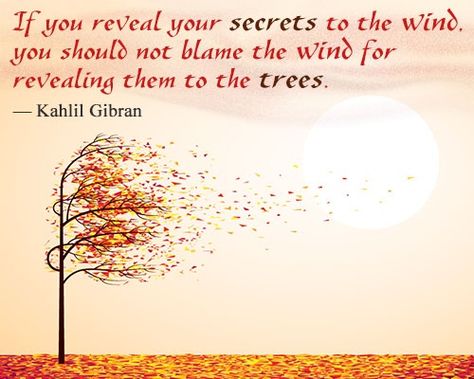 If you reveal your secrets to the wind,
you should not blame the wind for
revealing them to the trees.
— Kahlil Gibran